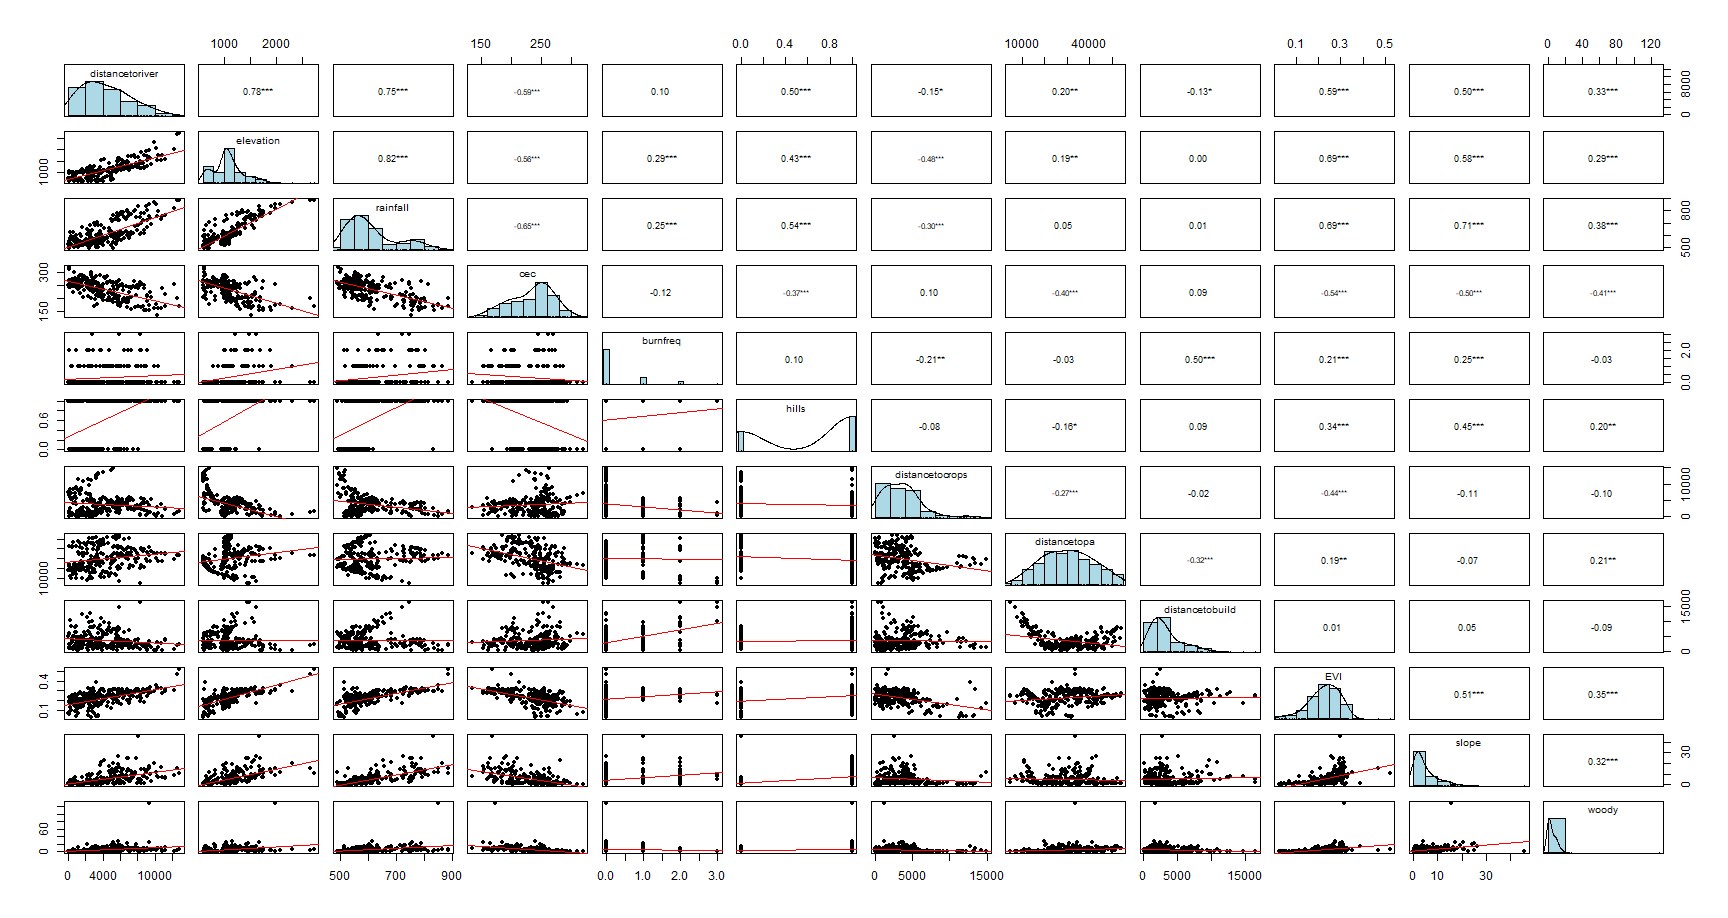 1000 2000 150 250 0.0 0.4 0.8 10000 40000 0.1 0.3 0.5 0 40 80 120
distancetoriver 0.78*** 0.75*** -0.59*** 0.10 0.50*** -0.15* 0.20** -0.13* 0.59*** 0.50*** 0.33*** 0 8000
1000 elevation 0.82*** -0.56*** 0.29*** 0.43*** -0.48*** 0.19** 0.00 0.69*** 0.58*** 0.29***
rainfall -0.65*** 0.25*** 0.54*** -0.30*** 0.05 0.01 0.69*** 0.71*** 0.38*** 500 800
150 300 cec -0.12 -0.37*** 0.10 -0.40*** 0.09 -0.54*** -0.50*** -0.41***
burnfreq 0.10 -0.21** -0.03 0.50*** 0.21*** 0.25*** -0.03 0.0 2.0
0.0 0.6 hills -0.08 -0.16* 0.09 0.34*** 0.45*** 0.20**
distancetocrops -0.27*** -0.02 -0.44*** -0.11 -0.10 0 10000
10000 distancetopa -0.32*** 0.19** -0.07 0.21**
distancetobuild 0.01 0.05 -0.09 0 15000
0.1 0.4 EVI 0.51*** 0.35***
slope 0.32*** 0 30
0 60 woody
0 4000 10000 500 700 900 0.0 1.0 2.0 3.0 0 5000 15000 0 5000 15000 0 10 30